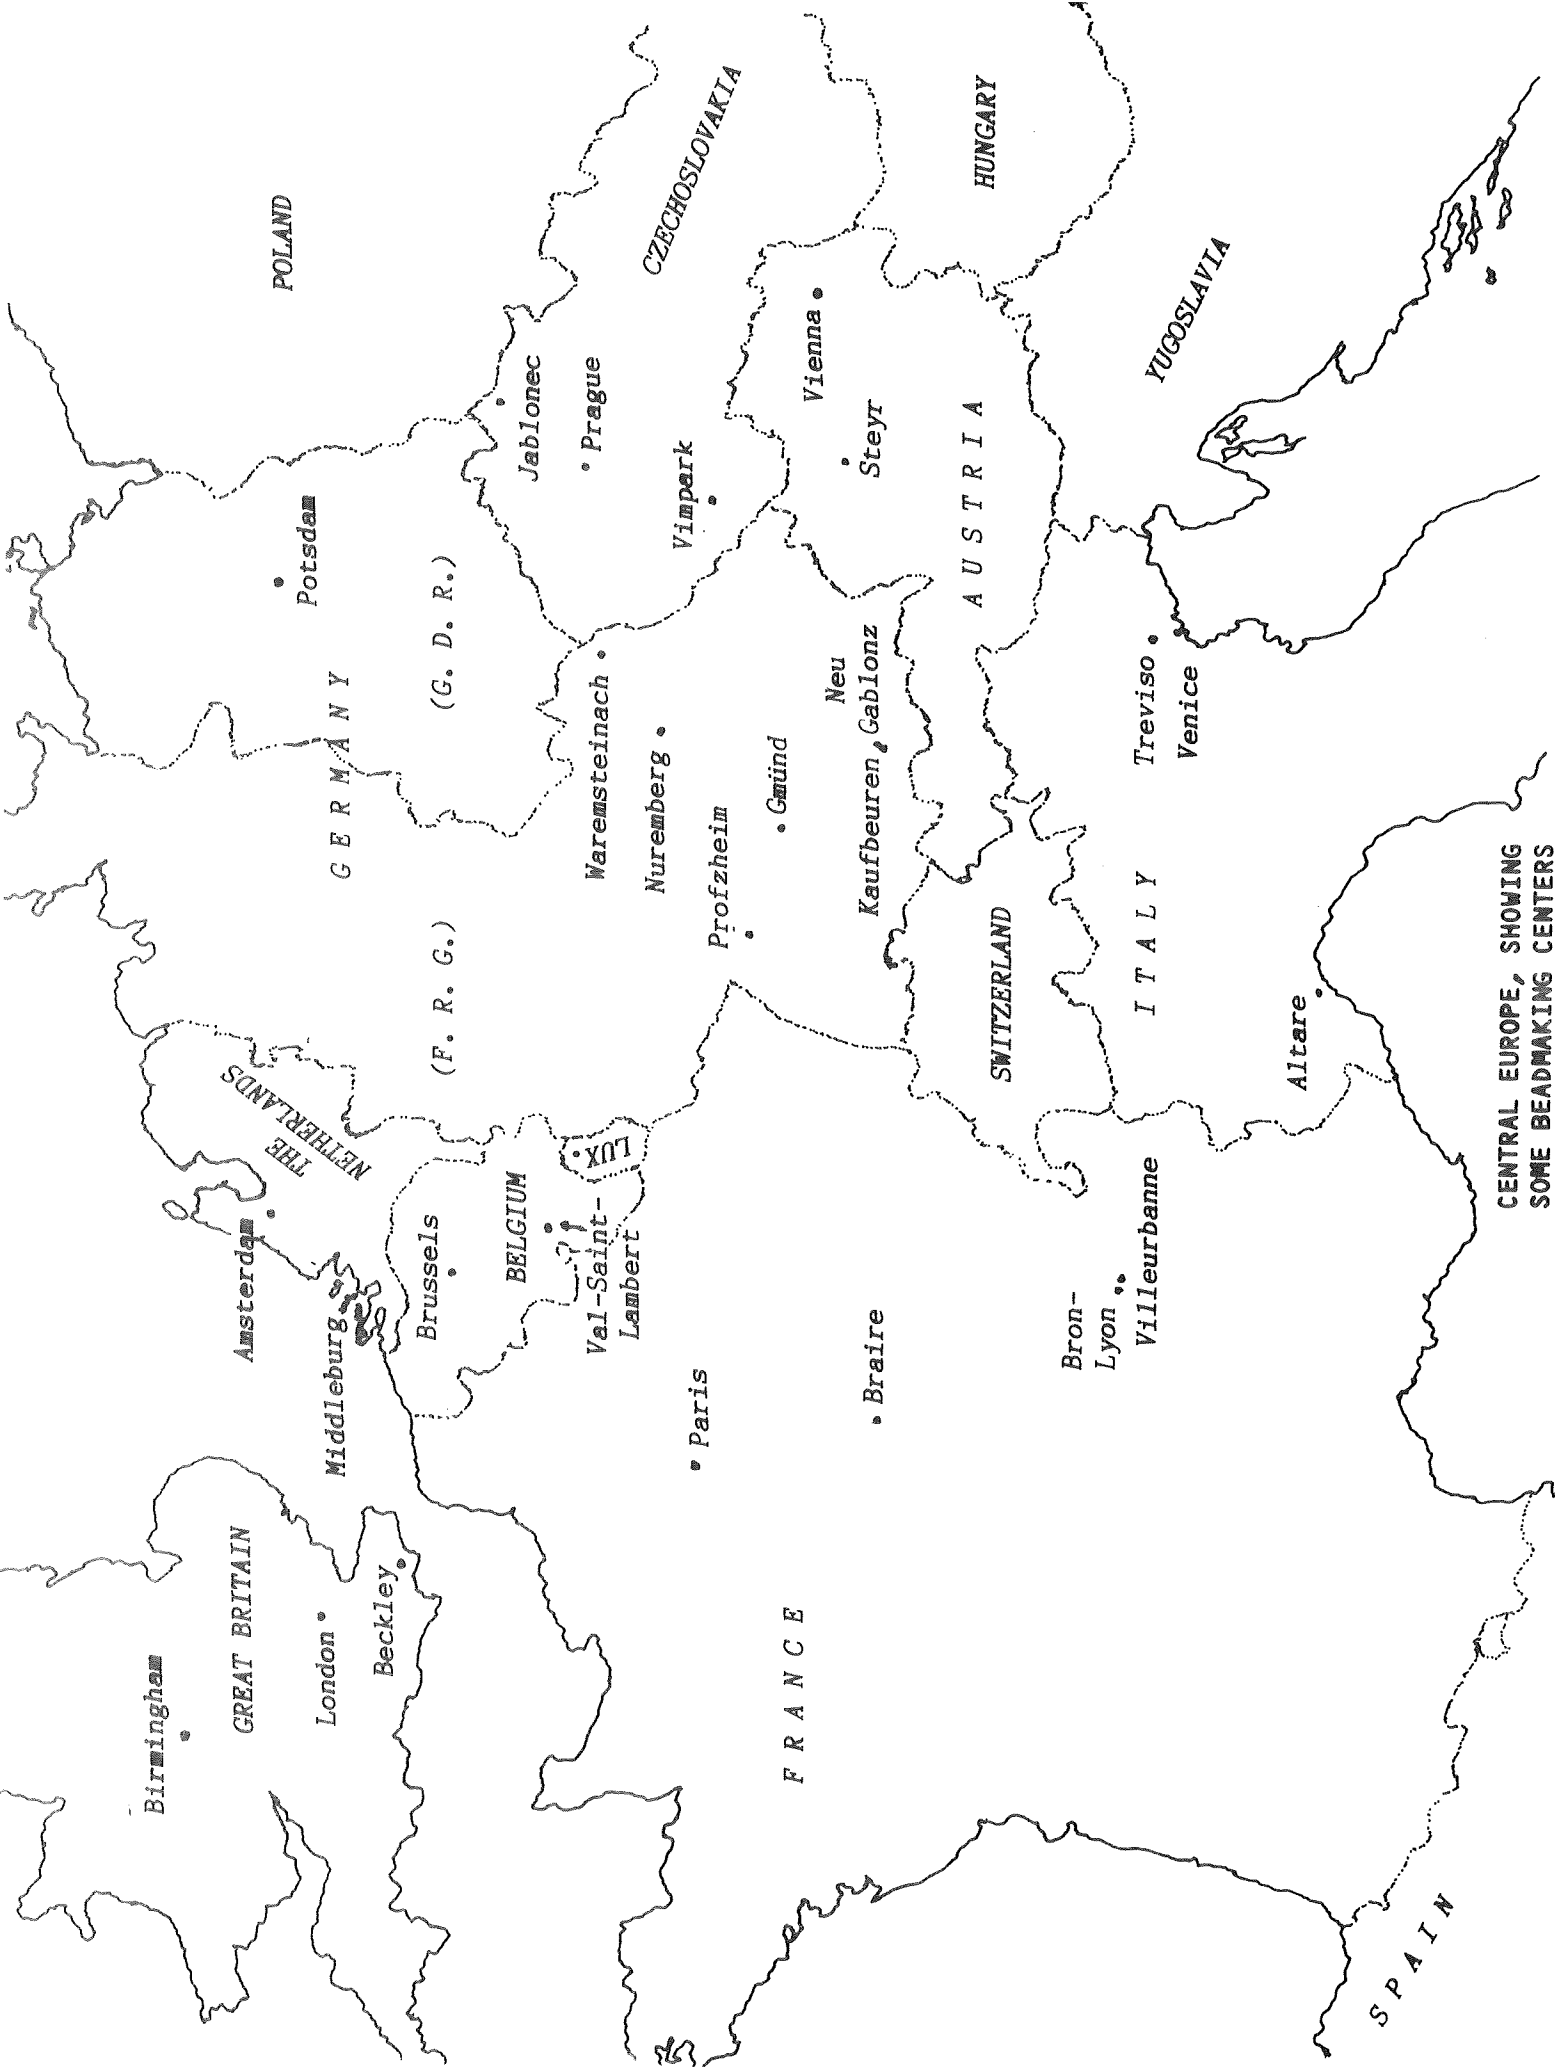 Birmingham
GREAT BRITAIN
London
Beckley
Amsterdam
Middleburg
THE
NETHERLANDS
Brussels
BELGIUM
Val-Saint-
Lambert
LUX
G E R M A N Y
(F. R. G.)
(G. D. R.)
Potsdam
POLAND
Jablonec
Prague
Vimpark
CZECHOSLOVAKIA
Waremsteinach
Nuremberg
Profzheim
Gmünd
Neu
Gablonz
Kaufbeuren
Vienna
Steyr
A U S T R I A
HUNGARY
YUGOSLAVIA
Paris
Braire
F R A N C E
Bron-
Lyon
Villeurbanne
SWITZERLAND
I T A L Y
Treviso
Venice
Altare
S P A I N
CENTRAL EUROPE, SHOWING
SOME BEADMAKING CENTERS